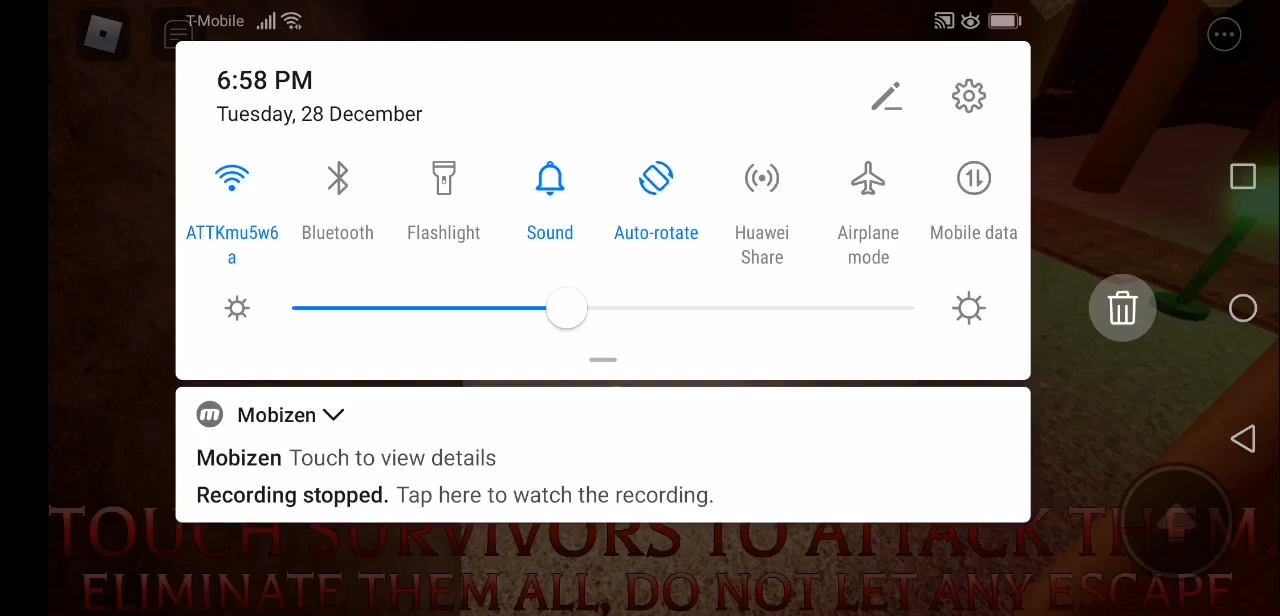 T-Mobile
6:58 PM
Tuesday, 28 December
ATTKmu5w6
a
Bluetooth
Flashlight
Sound
Auto-rotate
Huawei
Share
Airplane
mode
Mobile data
Mobizen
Mobizen Touch to view details
Recording stopped. Tap here to watch the recording.
TOUCH SURVIVORS TO ATTACK THEM.
ELIMINATE THEM ALL, DO NOT LET ANY ESCAPE